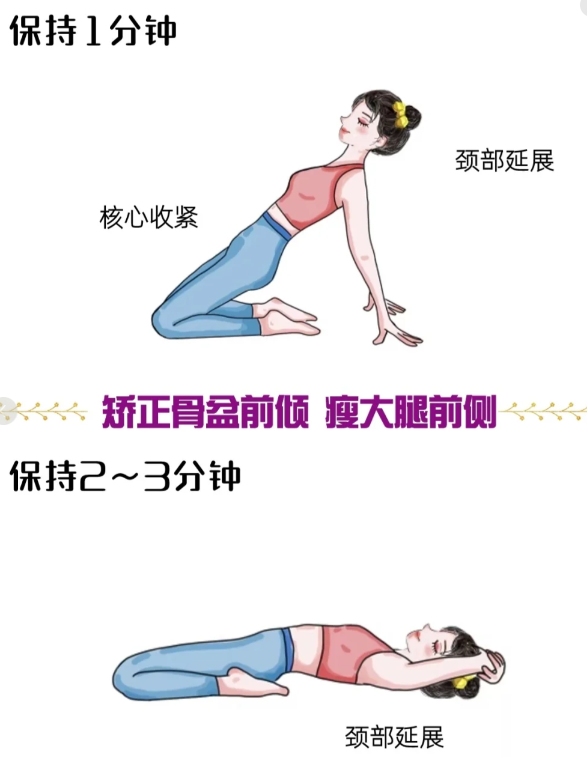 保持1分钟
颈部延展
核心收紧
矫正骨盆前倾 瘦大腿前侧
保持2～3分钟
颈部延展